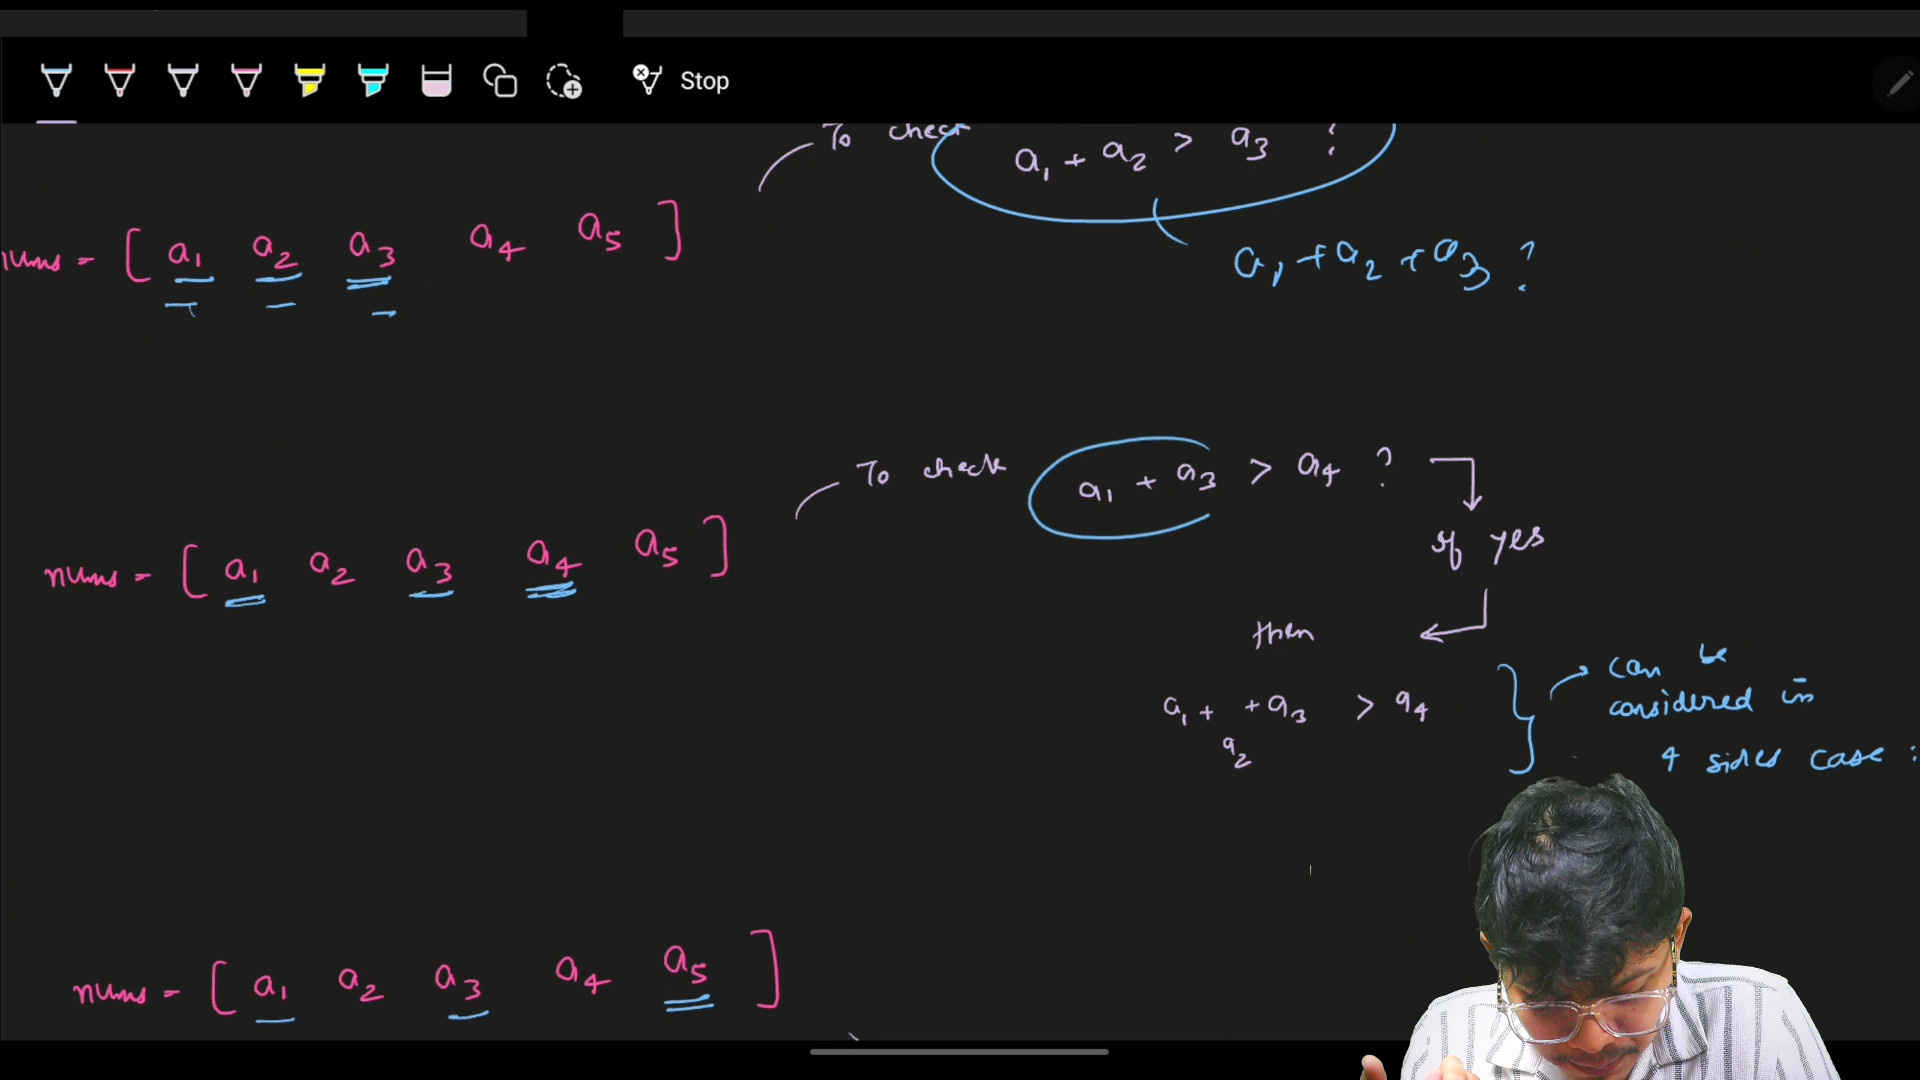 Stop
To check a₁ + a₂ > a₃ ?
nums = [ a₁ a₂ a₃ a₄ a₅ ]
a₁ + a₂ + a₃ ?
To check a₁ + a₃ > a₄ ?
if yes
nums = [ a₁ a₂ a₃ a₄ a₅ ]
then
a₁ + + a₃ > a₄
a₂
can be
considered in
4 sides case :
nums = [ a₁ a₂ a₃ a₄ a₅ ]